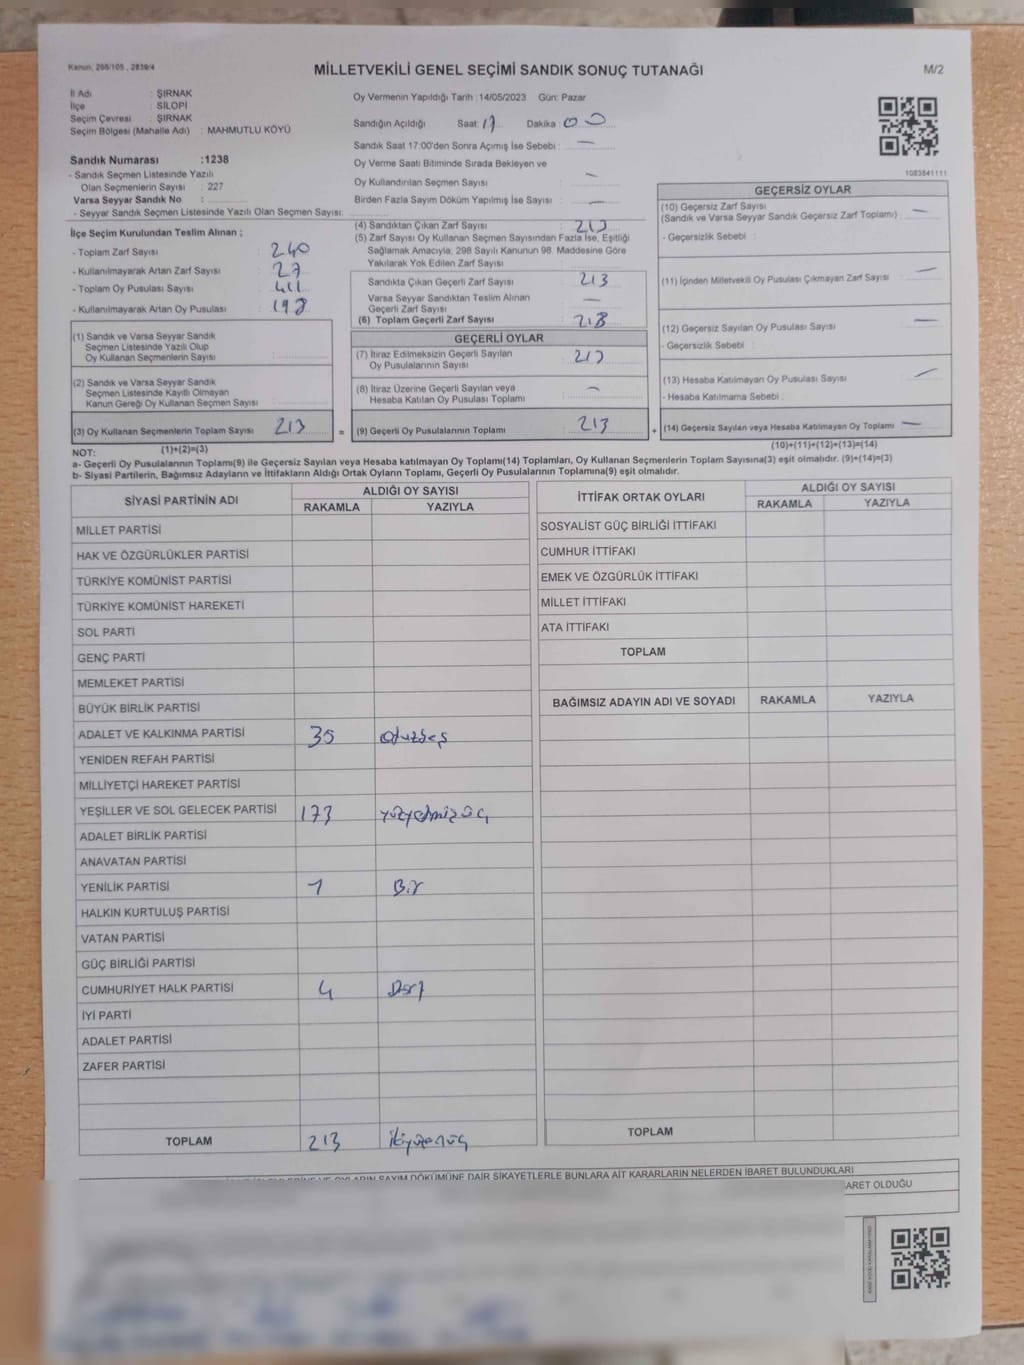 Kanun, 298/105 , 2839/4
MİLLETVEKİLİ GENEL SEÇİMİ SANDIK SONUÇ TUTANAĞI
M/2
İl Adı : ŞIRNAK
İlçe : SİLOPİ
Seçim Çevresi : ŞIRNAK
Seçim Bölgesi (Mahalle Adı) : MAHMUTLU KÖYÜ
Sandık Numarası :1238
- Sandık Seçmen Listesinde Yazılı
Olan Seçmenlerin Sayısı : 227
Varsa Seyyar Sandık No :
- Seyyar Sandık Seçmen Listesinde Yazılı Olan Seçmen Sayısı:
İlçe Seçim Kurulundan Teslim Alınan ;
- Toplam Zarf Sayısı : 240
- Kullanılmayarak Artan Zarf Sayısı : 27
- Toplam Oy Pusulası Sayısı : 411
- Kullanılmayarak Artan Oy Pusulası : 198
(1) Sandık ve Varsa Seyyar Sandık
Seçmen Listesinde Yazılı Olup
Oy Kullanan Seçmenlerin Sayısı :
(2) Sandık ve Varsa Seyyar Sandık
Seçmen Listesinde Kayıtlı Olmayan
Kanun Gereği Oy Kullanan Seçmen Sayısı :
(3) Oy Kullanan Seçmenlerin Toplam Sayısı : 213 =
Oy Vermenin Yapıldığı Tarih :14/05/2023 Gün: Pazar
Sandığın Açıldığı Saat: 17 Dakika : 00
Sandık Saat 17:00'den Sonra Açımış İse Sebebi : —
Oy Verme Saati Bitiminde Sırada Bekleyen ve
Oy Kullandırılan Seçmen Sayısı : —
Birden Fazla Sayım Döküm Yapılmış İse Sayısı : —
(4) Sandıktan Çıkan Zarf Sayısı : 213
(5) Zarf Sayısı Oy Kullanan Seçmen Sayısından Fazla İse, Eşitliği
Sağlamak Amacıyla, 298 Sayılı Kanunun 98. Maddesine Göre
Yakılarak Yok Edilen Zarf Sayısı :
Sandıkta Çıkan Geçerli Zarf Sayısı : 213
Varsa Seyyar Sandıktan Teslim Alınan
Geçerli Zarf Sayısı : —
(6) Toplam Geçerli Zarf Sayısı : 213
GEÇERLİ OYLAR
(7) İtiraz Edilmeksizin Geçerli Sayılan
Oy Pusulalarının Sayısı : 213
(8) İtiraz Üzerine Geçerli Sayılan veya
Hesaba Katılan Oy Pusulası Toplamı : —
(9) Geçerli Oy Pusulalarının Toplamı : 213 +
1083841111
GEÇERSİZ OYLAR
(10) Geçersiz Zarf Sayısı
(Sandık ve Varsa Seyyar Sandık Geçersiz Zarf Toplamı) : —
- Geçersizlik Sebebi :
(11) İçinden Milletvekili Oy Pusulası Çıkmayan Zarf Sayısı : —
(12) Geçersiz Sayılan Oy Pusulası Sayısı : —
- Geçersizlik Sebebi :
(13) Hesaba Katılmayan Oy Pusulası Sayısı : —
- Hesaba Katılmama Sebebi :
(14) Geçersiz Sayılan veya Hesaba Katılmayan Oy Toplamı : —
NOT: (1)+(2)=(3)
(10)+(11)+(12)+(13)=(14)
a- Geçerli Oy Pusulalarının Toplamı(9) ile Geçersiz Sayılan veya Hesaba Katılmayan Oy Toplamı(14) Toplamları, Oy Kullanan Seçmenlerin Toplam Sayısına(3) eşit olmalıdır. (9)+(14)=(3)
b- Siyasi Partilerin, Bağımsız Adayların ve İttifakların Aldığı Ortak Oyların Toplamı, Geçerli Oy Pusulalarının Toplamına(9) eşit olmalıdır.
SİYASİ PARTİNİN ADI
ALDIĞI OY SAYISI
RAKAMLA YAZIYLA
MİLLET PARTİSİ
HAK VE ÖZGÜRLÜKLER PARTİSİ
TÜRKİYE KOMÜNİST PARTİSİ
TÜRKİYE KOMÜNİST HAREKETİ
SOL PARTİ
GENÇ PARTİ
MEMLEKET PARTİSİ
BÜYÜK BİRLİK PARTİSİ
ADALET VE KALKINMA PARTİSİ 35 otuzbeş
YENİDEN REFAH PARTİSİ
MİLLİYETÇİ HAREKET PARTİSİ
YEŞİLLER VE SOL GELECEK PARTİSİ 173 yüzyetmişüç
ADALET BİRLİK PARTİSİ
ANAVATAN PARTİSİ
YENİLİK PARTİSİ 1 Bir
HALKIN KURTULUŞ PARTİSİ
VATAN PARTİSİ
GÜÇ BİRLİĞİ PARTİSİ
CUMHURİYET HALK PARTİSİ 4 Dört
İYİ PARTİ
ADALET PARTİSİ
ZAFER PARTİSİ
TOPLAM 213
İTTİFAK ORTAK OYLARI
ALDIĞI OY SAYISI
RAKAMLA YAZIYLA
SOSYALİST GÜÇ BİRLİĞİ İTTİFAKI
CUMHUR İTTİFAKI
EMEK VE ÖZGÜRLÜK İTTİFAKI
MİLLET İTTİFAKI
ATA İTTİFAKI
TOPLAM
BAĞIMSIZ ADAYIN ADI VE SOYADI RAKAMLA YAZIYLA
TOPLAM
OYLARIN SAYIM DÖKÜMÜNE DAİR ŞİKAYETLERLE BUNLARA AİT KARARLARIN NELERDEN İBARET BULUNDUKLARI
OLDUĞU